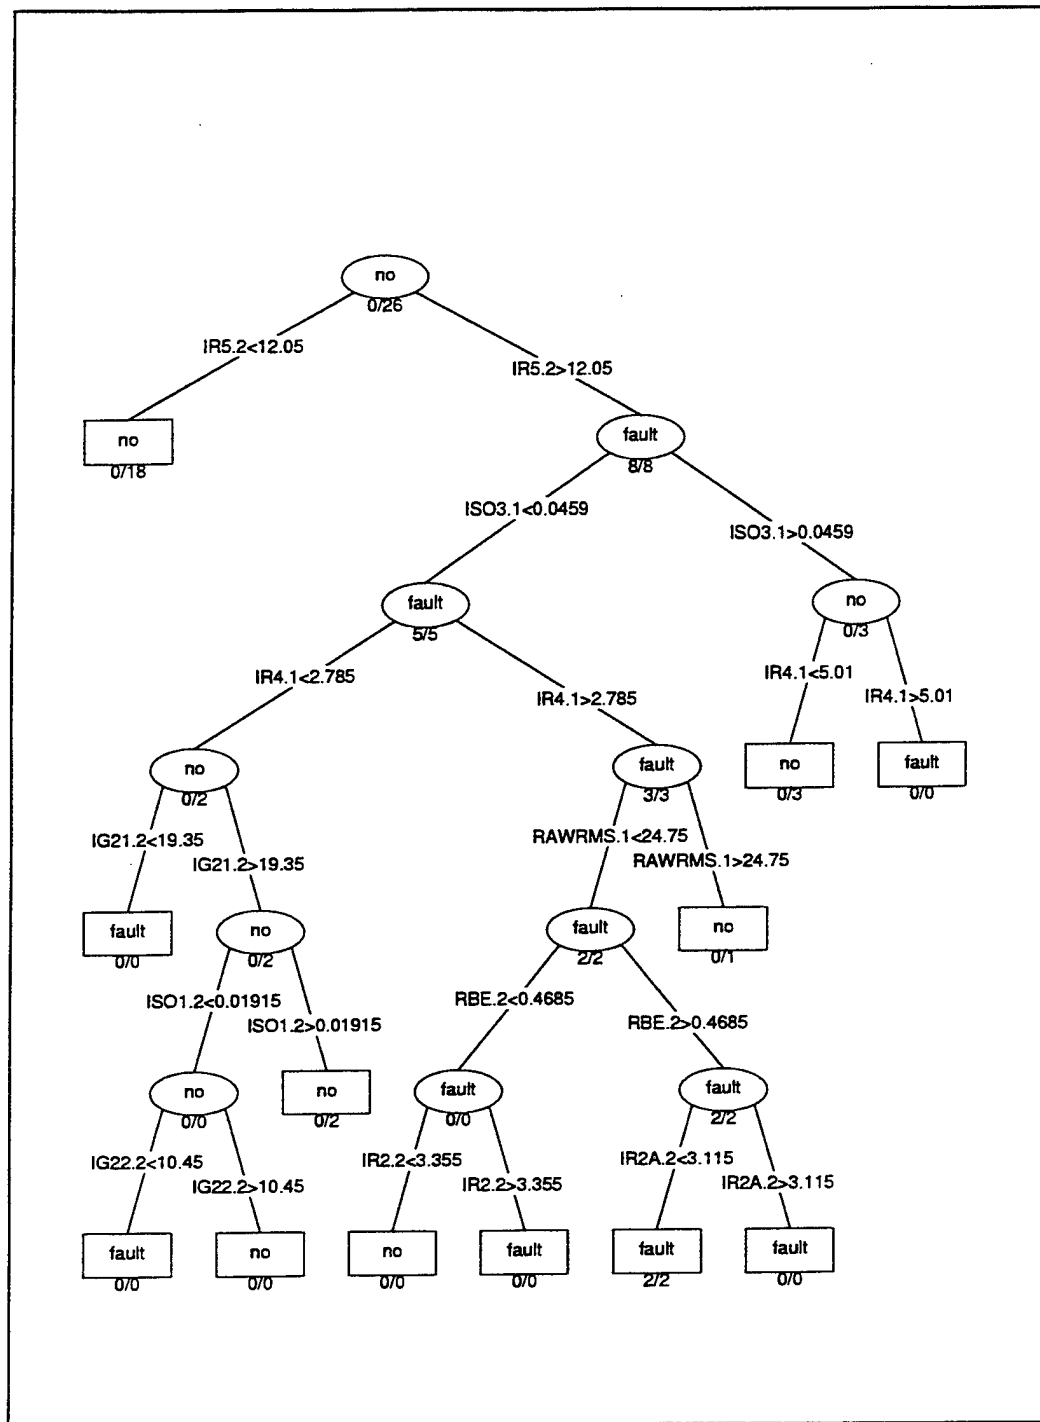 no
0/26
IR5.2<12.05
IR5.2>12.05
no
0/18
fault
8/8
ISO3.1<0.0459
ISO3.1>0.0459
fault
5/5
no
0/3
IR4.1<2.785
IR4.1>2.785
IR4.1<5.01
IR4.1>5.01
no
0/2
fault
3/3
no
0/3
fault
0/0
IG21.2<19.35
IG21.2>19.35
RAWRMS.1<24.75
RAWRMS.1>24.75
fault
0/0
no
0/2
fault
2/2
no
0/1
ISO1.2<0.01915
ISO1.2>0.01915
RBE.2<0.4685
RBE.2>0.4685
no
0/0
no
0/2
fault
0/0
fault
2/2
IG22.2<10.45
IG22.2>10.45
IR2.2<3.355
IR2.2>3.355
IR2A.2<3.115
IR2A.2>3.115
fault
0/0
no
0/0
no
0/0
fault
0/0
fault
2/2
fault
0/0